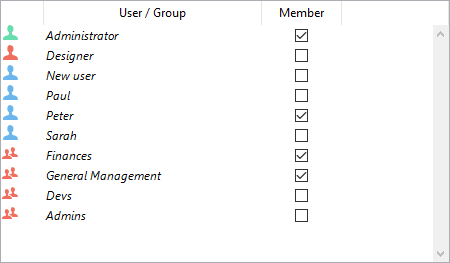 User / Group Member
Administrator
Designer
New user
Paul
Peter
Sarah
Finances
General Management
Devs
Admins